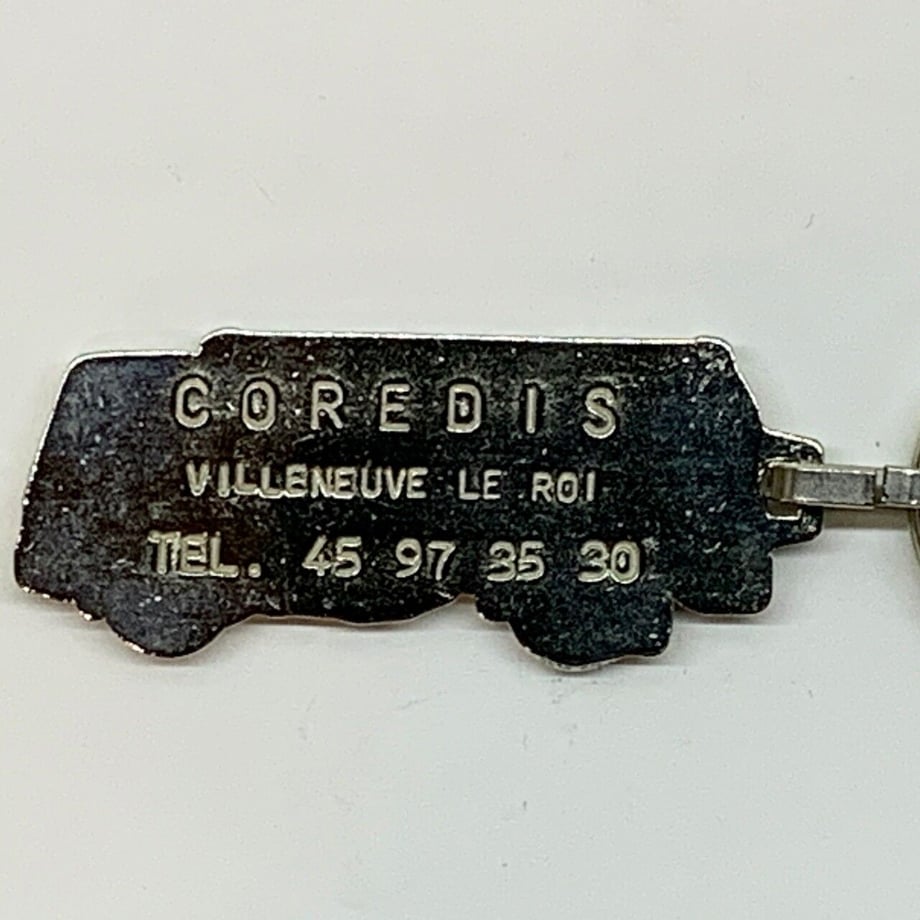 COREDIS
VILLENEUVE LE ROI
TEL. 45 97 35 30